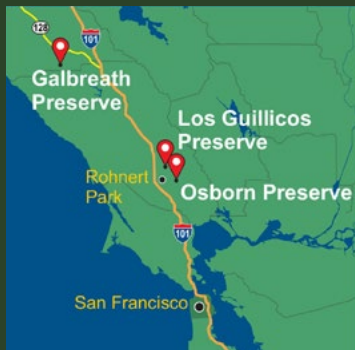 128
101
Galbreath
Preserve
Los Guillicos
Preserve
Rohnert
Park
Osborn Preserve
101
San Francisco